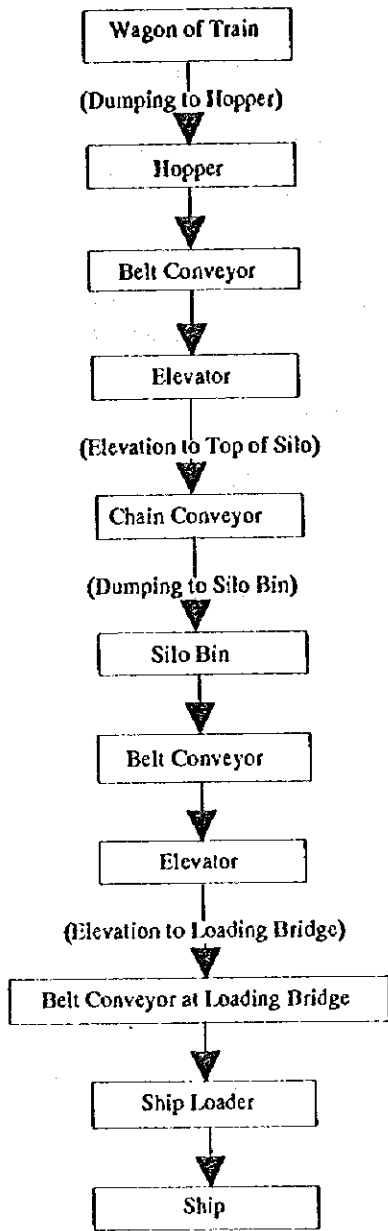 Wagon of Train
(Dumping to Hopper)
Hopper
Belt Conveyor
Elevator
(Elevation to Top of Silo)
Chain Conveyor
(Dumping to Silo Bin)
Silo Bin
Belt Conveyor
Elevator
(Elevation to Loading Bridge)
Belt Conveyor at Loading Bridge
Ship Loader
Ship